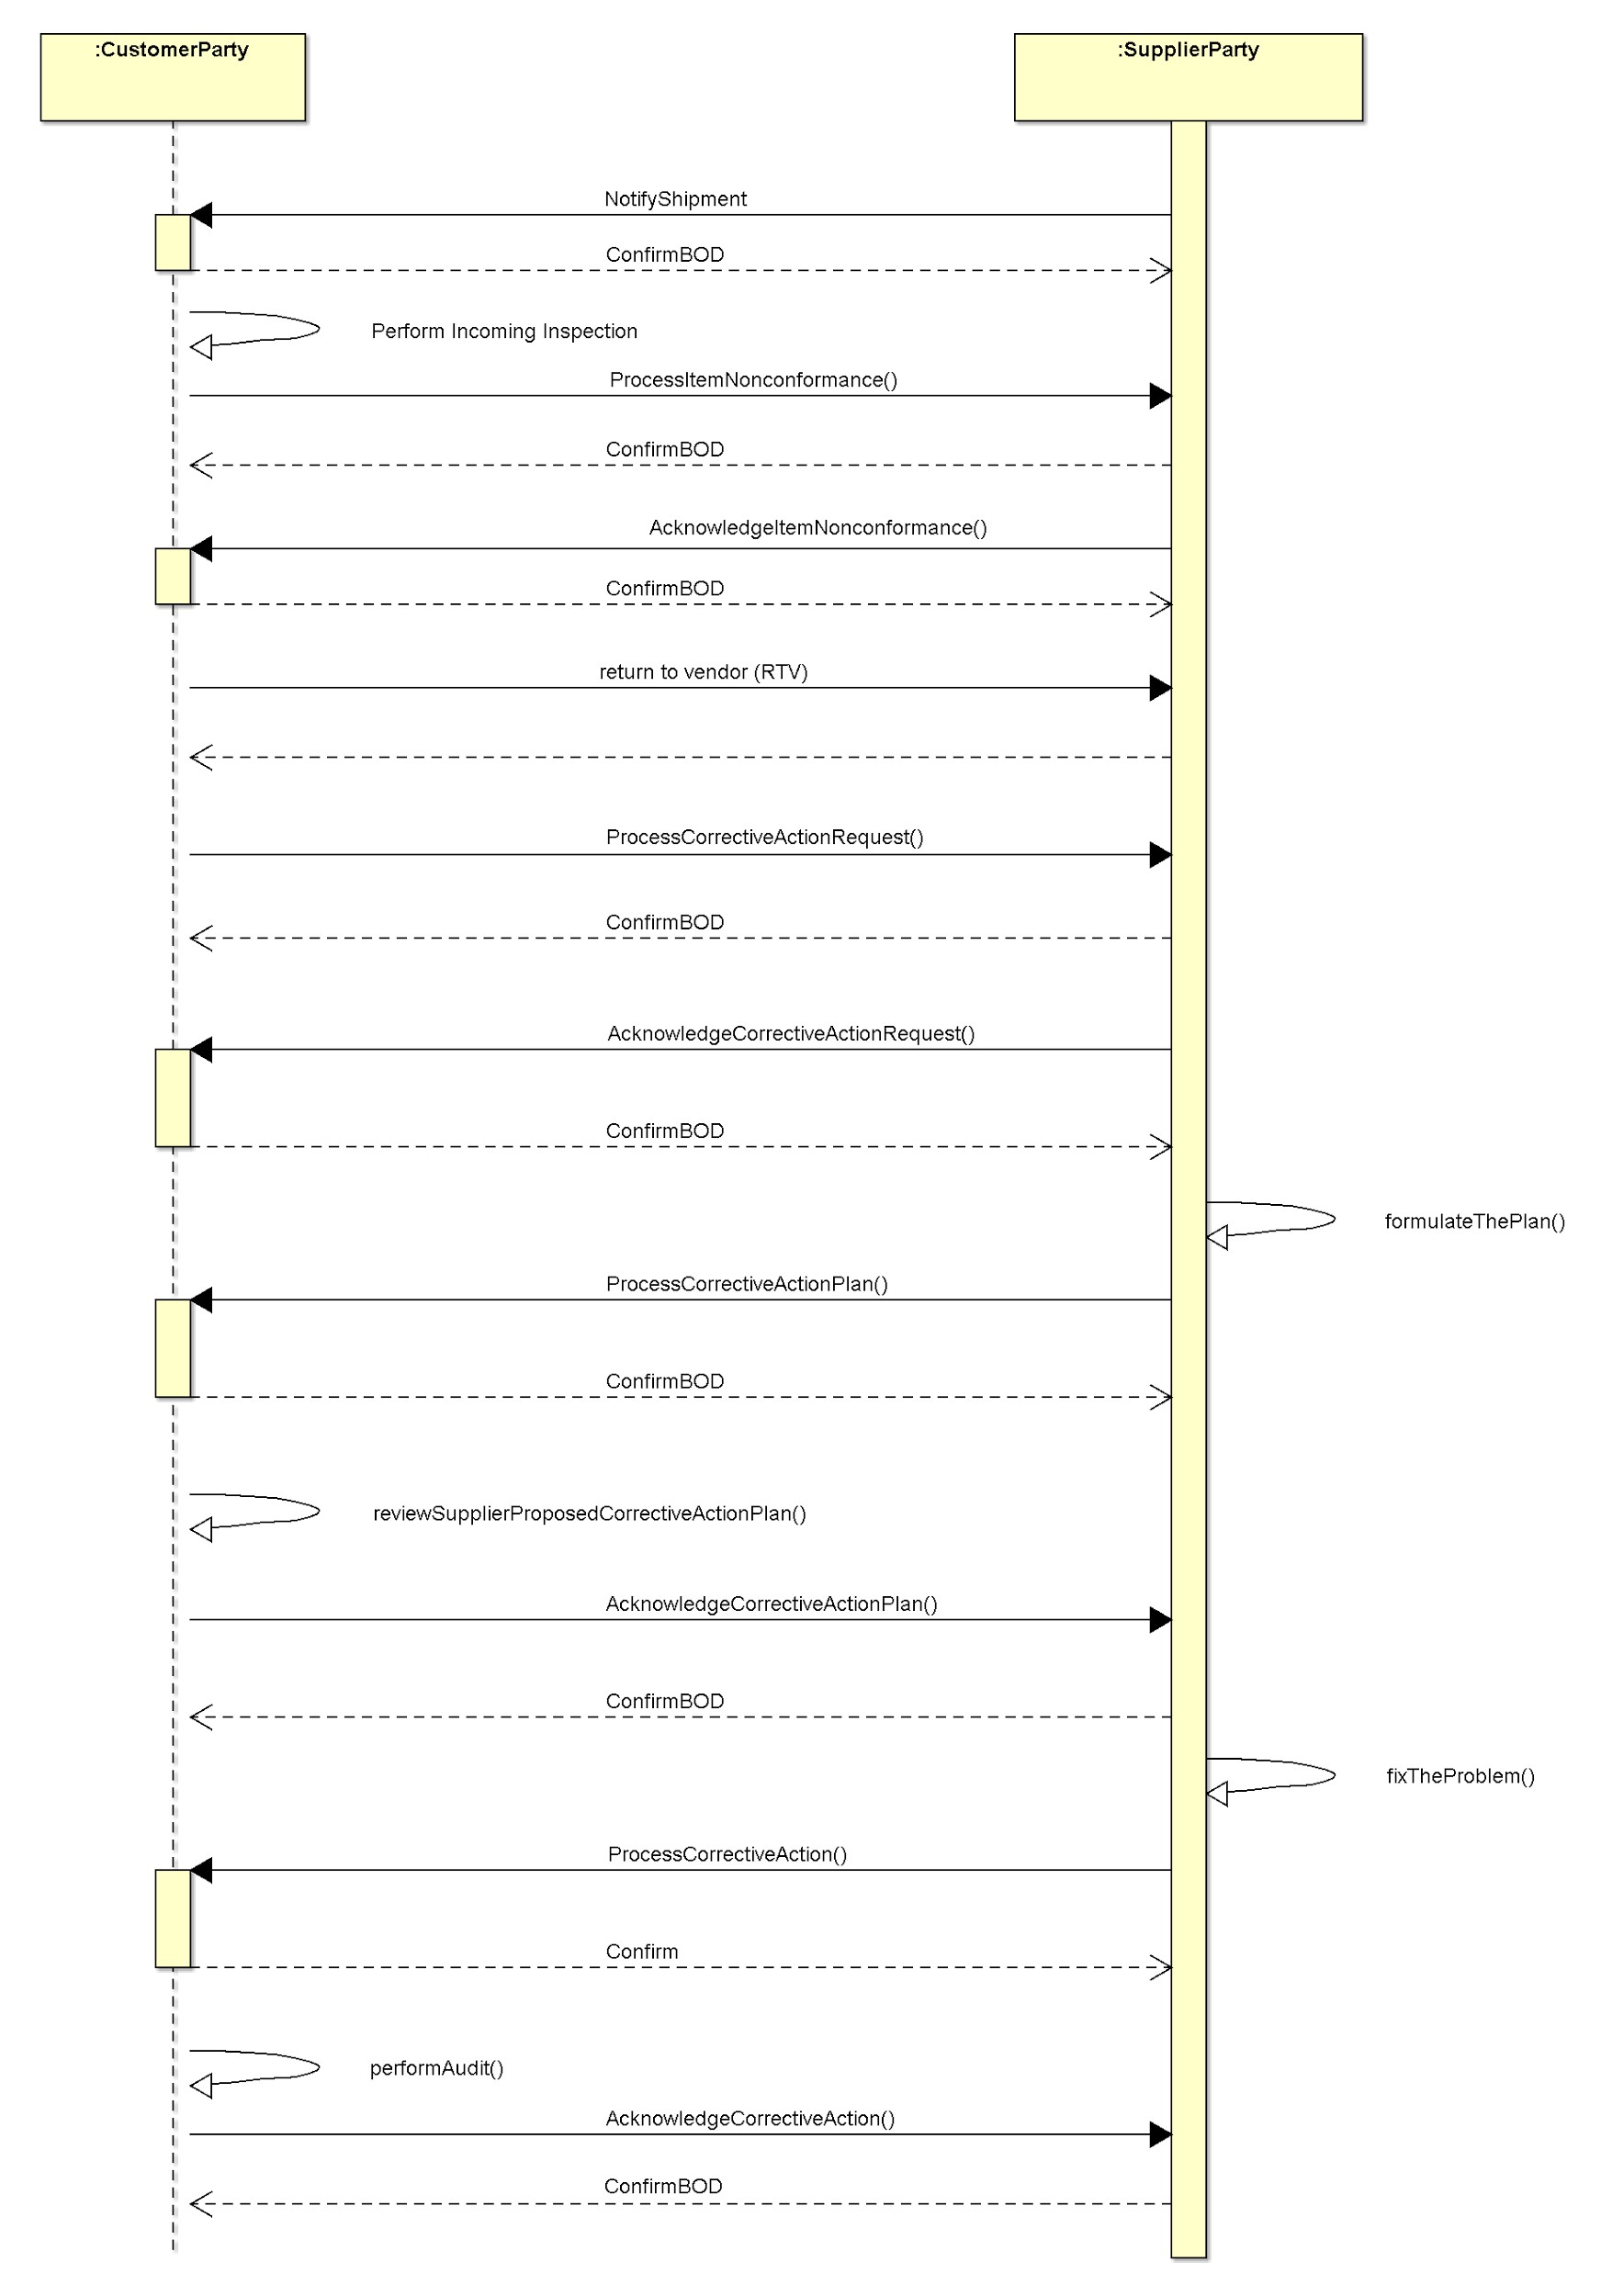 :CustomerParty
:SupplierParty
NotifyShipment
ConfirmBOD
Perform Incoming Inspection
ProcessItemNonconformance()
ConfirmBOD
AcknowledgeItemNonconformance()
ConfirmBOD
return to vendor (RTV)
ProcessCorrectiveActionRequest()
ConfirmBOD
AcknowledgeCorrectiveActionRequest()
ConfirmBOD
formulateThePlan()
ProcessCorrectiveActionPlan()
ConfirmBOD
reviewSupplierProposedCorrectiveActionPlan()
AcknowledgeCorrectiveActionPlan()
ConfirmBOD
fixTheProblem()
ProcessCorrectiveAction()
Confirm
performAudit()
AcknowledgeCorrectiveAction()
ConfirmBOD